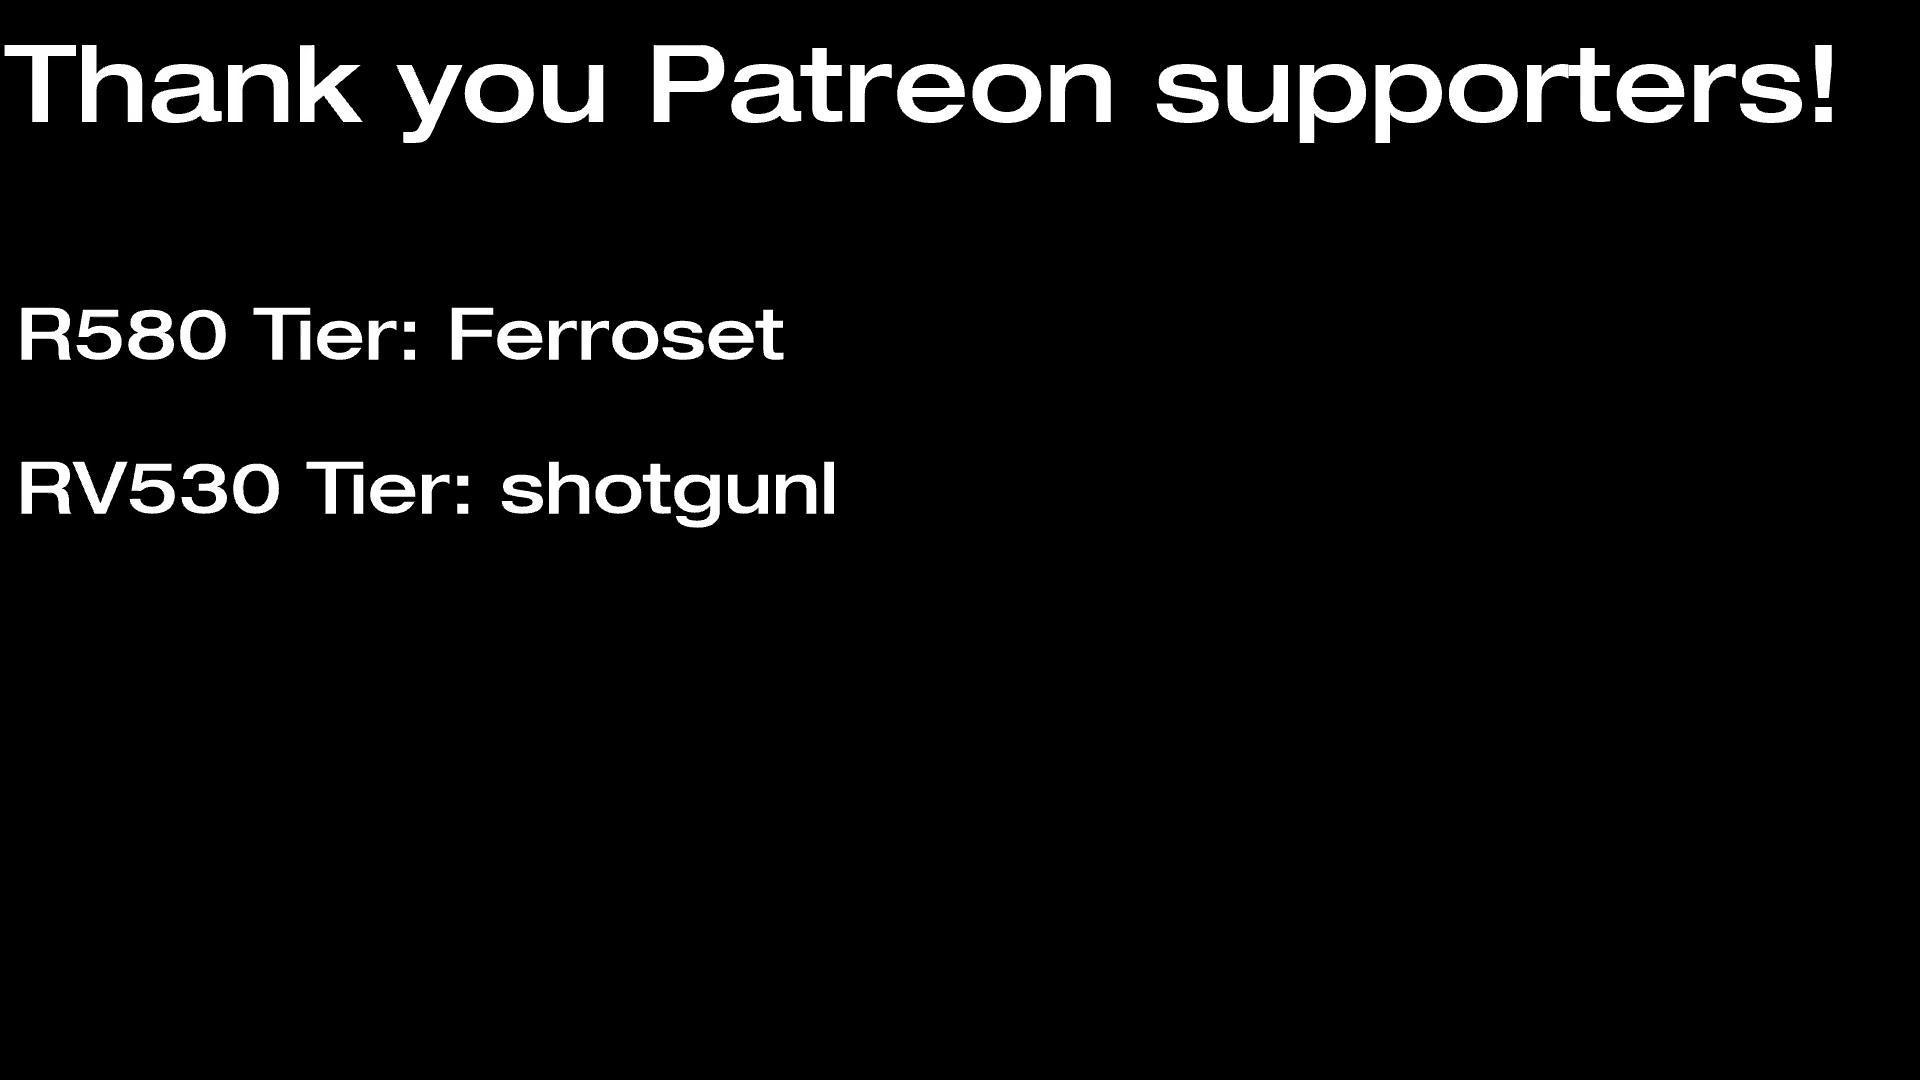 Thank you Patreon supporters!
R580 Tier: Ferroset
RV530 Tier: shotgunl